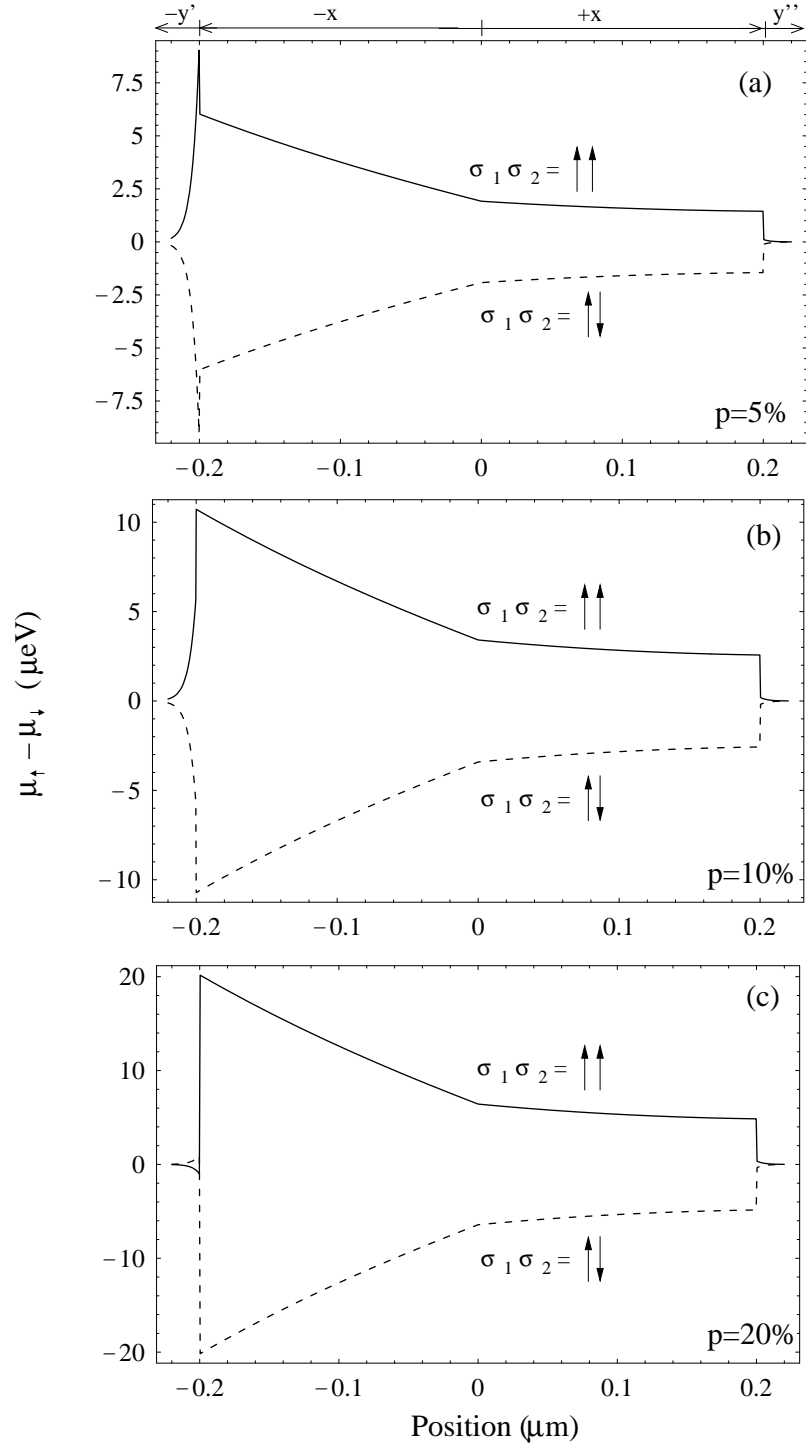 −y’ −x +x y’’
(a)
7.5
5
2.5
0
−2.5
−5
−7.5
σ 1 σ 2 = ↑↑
σ 1 σ 2 = ↑↓
p=5%
−0.2 −0.1 0 0.1 0.2
(b)
10
5
0
−5
−10
σ 1 σ 2 = ↑↑
σ 1 σ 2 = ↑↓
p=10%
−0.2 −0.1 0 0.1 0.2
μ↑ − μ↓ ( μeV)
(c)
20
10
0
−10
−20
σ 1 σ 2 = ↑↑
σ 1 σ 2 = ↑↓
p=20%
−0.2 −0.1 0 0.1 0.2
Position (μm)